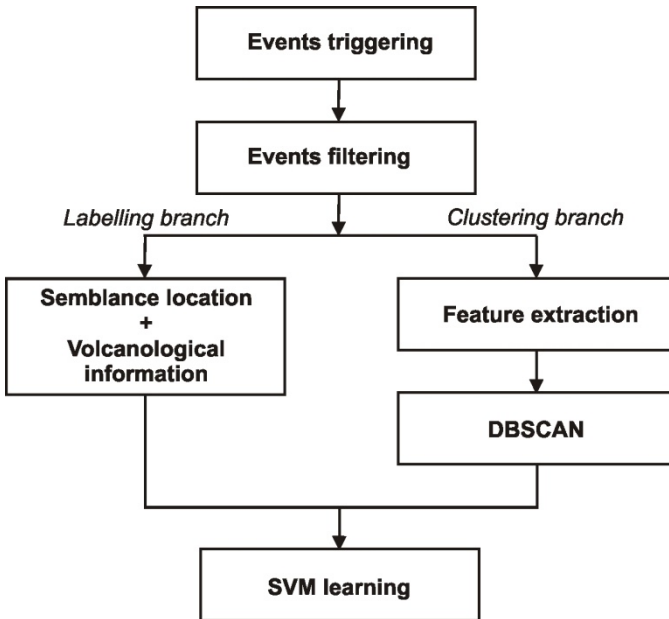 Events triggering
Events filtering
Labelling branch
Clustering branch
Semblance location
+
Volcanological
information
Feature extraction
DBSCAN
SVM learning